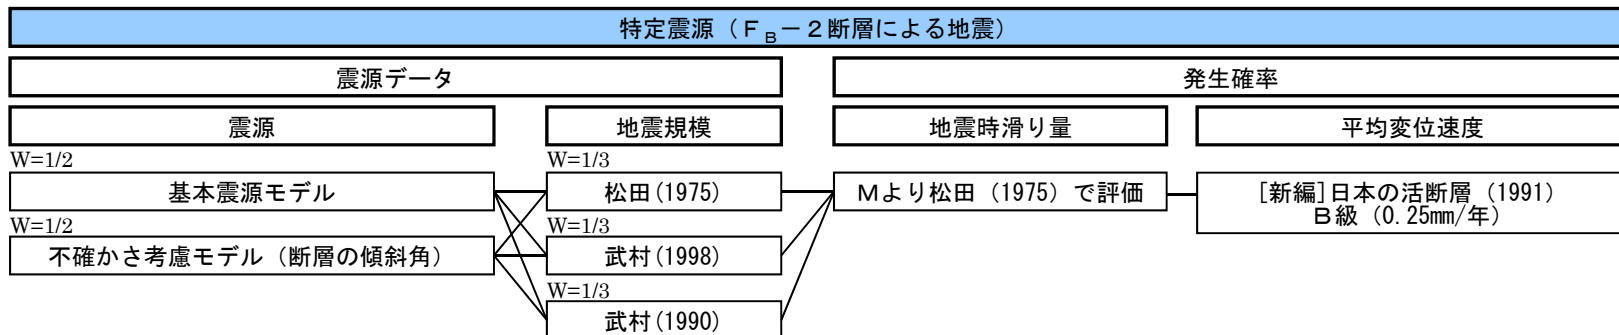 特定震源（ＦB－２断層による地震）
震源データ
発生確率
震源
地震規模
地震時滑り量
平均変位速度
W=1/2
W=1/3
基本震源モデル
松田(1975)
Ｍより松田（1975）で評価
[新編]日本の活断層（1991）
Ｂ級（0.25mm/年）
W=1/2
W=1/3
不確かさ考慮モデル（断層の傾斜角）
武村(1998)
W=1/3
武村(1990)